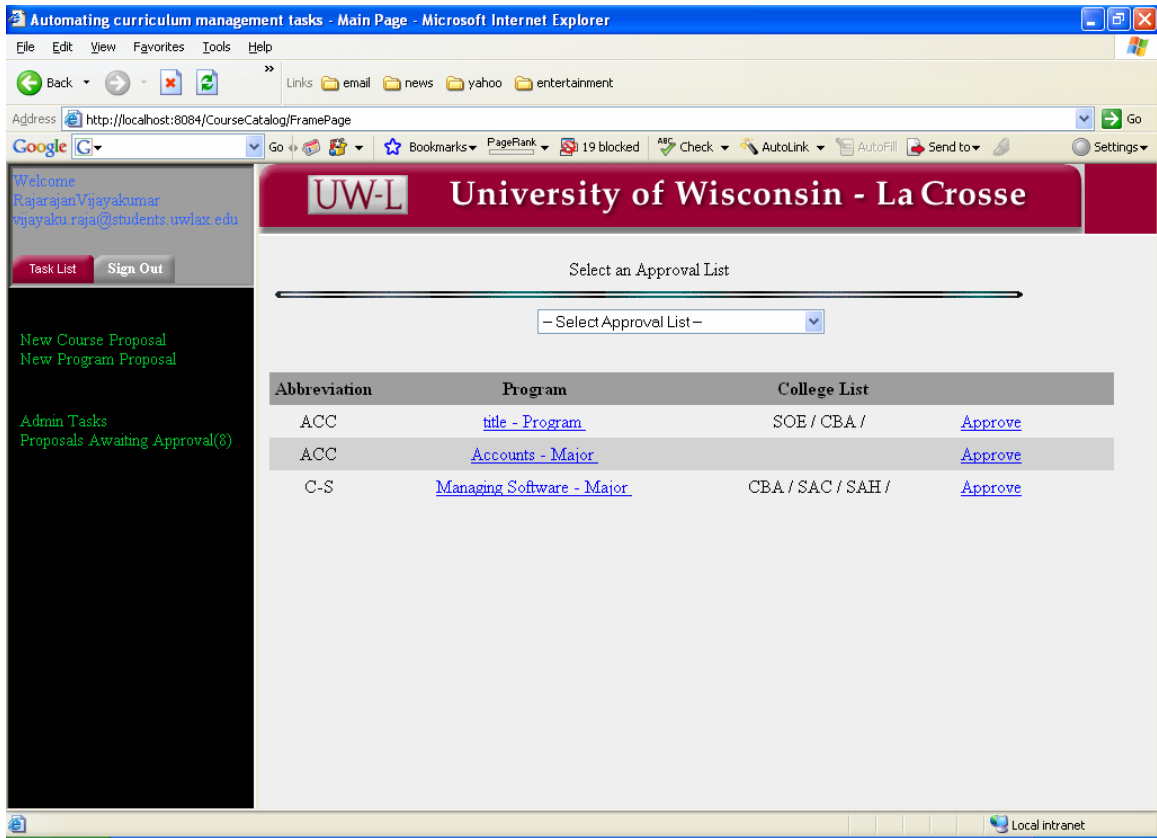 Automating curriculum management tasks - Main Page - Microsoft Internet Explorer
File Edit View Favorites Tools Help
Back » Links email news yahoo entertainment
Address http://localhost:8084/CourseCatalog/FramePage Go
Google G Go Bookmarks PageRank 19 blocked ABC Check AutoLink AutoFill Send to Settings
Welcome
RajarajanVijayakumar
vijayaku.raja@students.uwlax.edu
UW-L University of Wisconsin - La Crosse
Task List Sign Out
Select an Approval List
-- Select Approval List --
New Course Proposal
New Program Proposal
Admin Tasks
Proposals Awaiting Approval(8)
Abbreviation Program College List
ACC title - Program SOE / CBA / Approve
ACC Accounts - Major Approve
C-S Managing Software - Major CBA / SAC / SAH / Approve
Local intranet